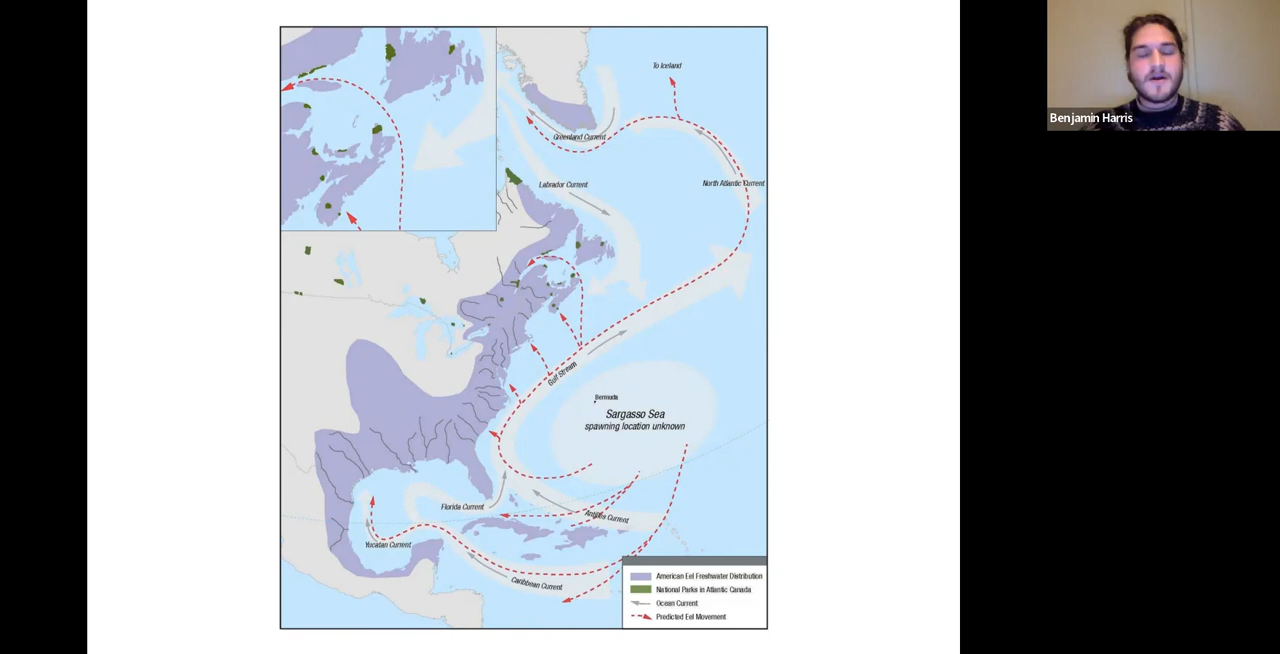 To Iceland
Greenland Current
North Atlantic Current
Labrador Current
Gulf Stream
Bermuda
Sargasso Sea
spawning location unknown
Florida Current
Antilles Current
Yucatan Current
Caribbean Current
American Eel Freshwater Distribution
National Parks in Atlantic Canada
Ocean Current
Predicted Eel Movement
Benjamin Harris